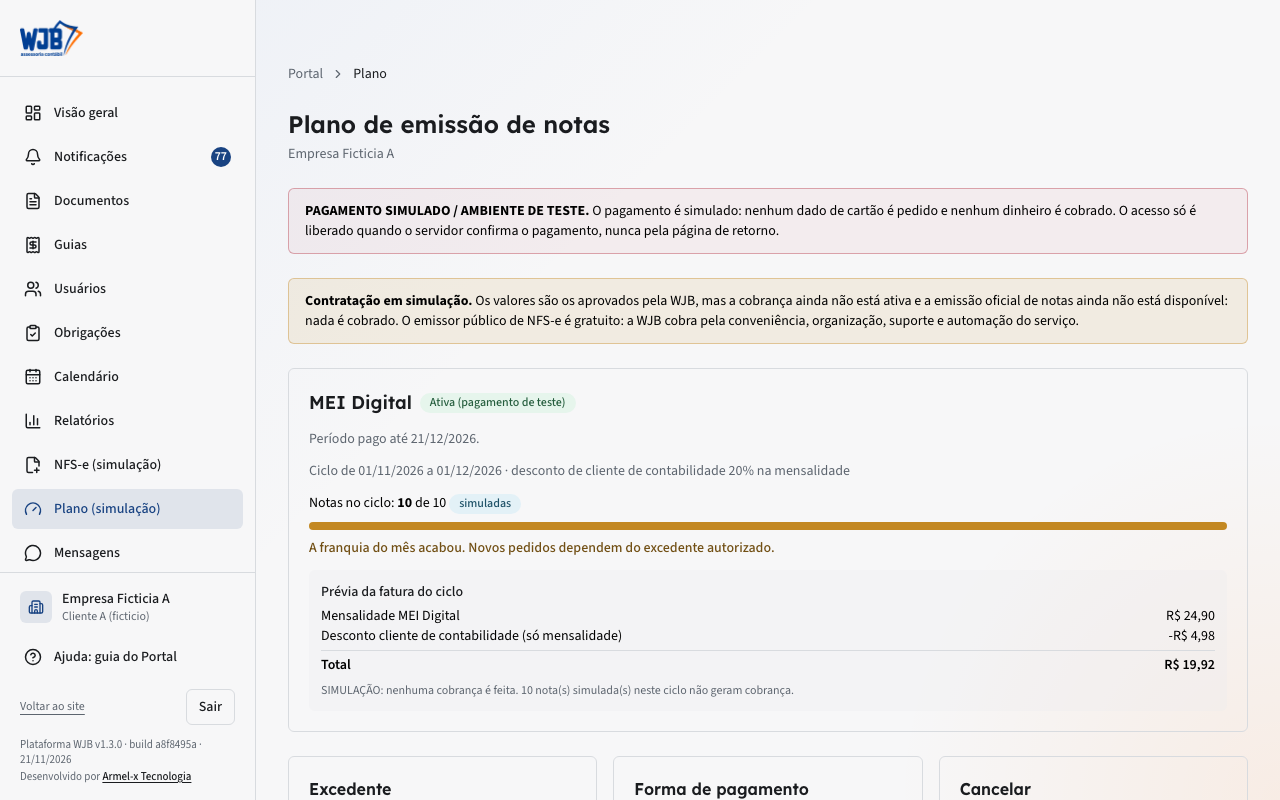 WJB
assessoria contábil
Visão geral
Notificações
77
Documentos
Guias
Usuários
Obrigações
Calendário
Relatórios
NFS-e (simulação)
Plano (simulação)
Mensagens
Empresa Ficticia A
Cliente A (ficticio)
Ajuda: guia do Portal
Voltar ao site
Sair
Plataforma WJB v1.3.0 · build a8f8495a ·
21/11/2026
Desenvolvido por Armel-x Tecnologia
Portal > Plano
Plano de emissão de notas
Empresa Ficticia A
PAGAMENTO SIMULADO / AMBIENTE DE TESTE. O pagamento é simulado: nenhum dado de cartão é pedido e nenhum dinheiro é cobrado. O acesso só é
liberado quando o servidor confirma o pagamento, nunca pela página de retorno.
Contratação em simulação. Os valores são os aprovados pela WJB, mas a cobrança ainda não está ativa e a emissão oficial de notas ainda não está disponível:
nada é cobrado. O emissor público de NFS-e é gratuito: a WJB cobra pela conveniência, organização, suporte e automação do serviço.
MEI Digital Ativa (pagamento de teste)
Período pago até 21/12/2026.
Ciclo de 01/11/2026 a 01/12/2026 · desconto de cliente de contabilidade 20% na mensalidade
Notas no ciclo: 10 de 10 simuladas
A franquia do mês acabou. Novos pedidos dependem do excedente autorizado.
Prévia da fatura do ciclo
Mensalidade MEI Digital R$ 24,90
Desconto cliente de contabilidade (só mensalidade) -R$ 4,98
Total R$ 19,92
SIMULAÇÃO: nenhuma cobrança é feita. 10 nota(s) simulada(s) neste ciclo não geram cobrança.
Excedente
Forma de pagamento
Cancelar